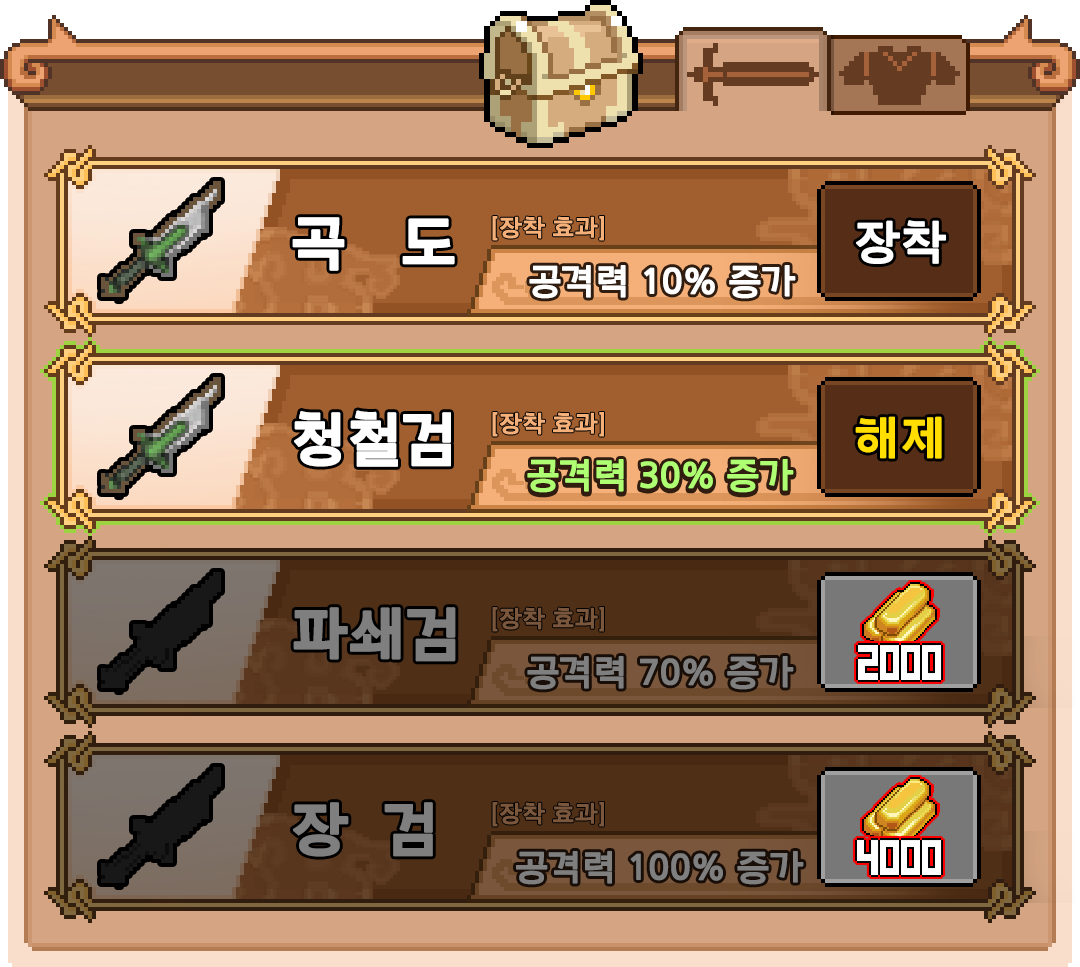 곡 도
[장착 효과]
공격력 10% 증가
장착
청철검
[장착 효과]
공격력 30% 증가
해제
파쇄검
[장착 효과]
공격력 70% 증가
2000
장 검
[장착 효과]
공격력 100% 증가
4000